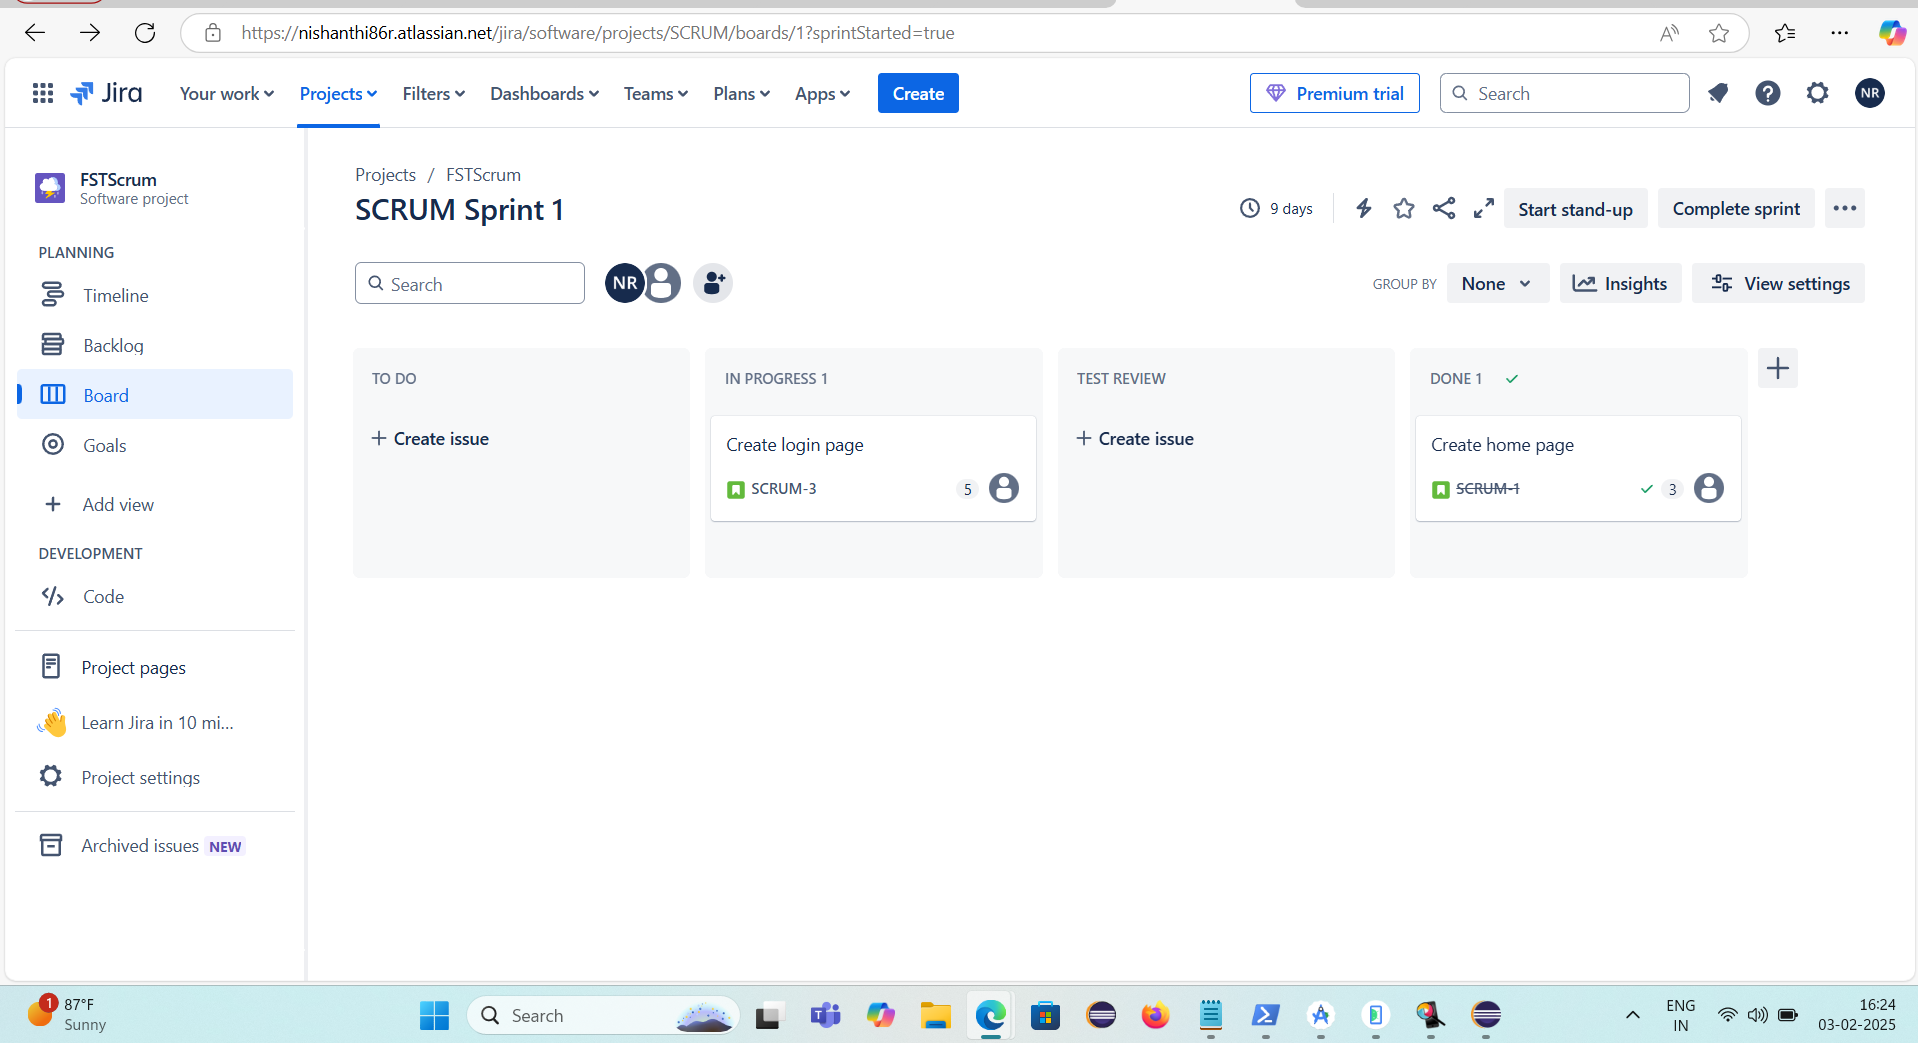 https://nishanthi86r.atlassian.net/jira/software/projects/SCRUM/boards/1?sprintStarted=true
Jira
Your work
Projects
Filters
Dashboards
Teams
Plans
Apps
Create
Premium trial
Search
NR
FSTScrum
Software project
PLANNING
Timeline
Backlog
Board
Goals
Add view
DEVELOPMENT
Code
Project pages
Learn Jira in 10 mi...
Project settings
Archived issues NEW
Projects / FSTScrum
SCRUM Sprint 1
9 days
Start stand-up
Complete sprint
Search
NR
GROUP BY
None
Insights
View settings
TO DO
+ Create issue
IN PROGRESS 1
Create login page
SCRUM-3
5
TEST REVIEW
+ Create issue
DONE 1
Create home page
SCRUM-1
3
1
87°F
Sunny
Search
ENG
IN
16:24
03-02-2025